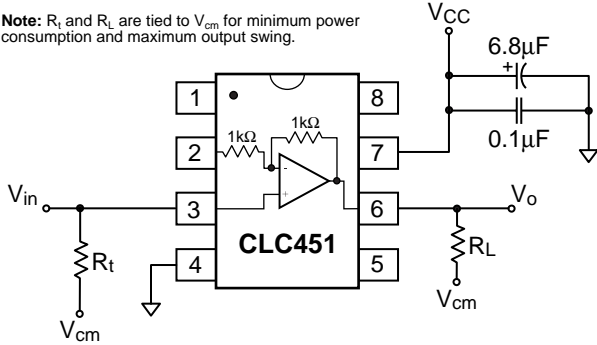 Note: Rt and RL are tied to Vcm for minimum power
consumption and maximum output swing.
VCC
6.8μF
+
0.1μF
1
8
1kΩ
1kΩ
2
7
-
+
Vin
3
6
Vo
CLC451
Rt
4
5
RL
Vcm
Vcm